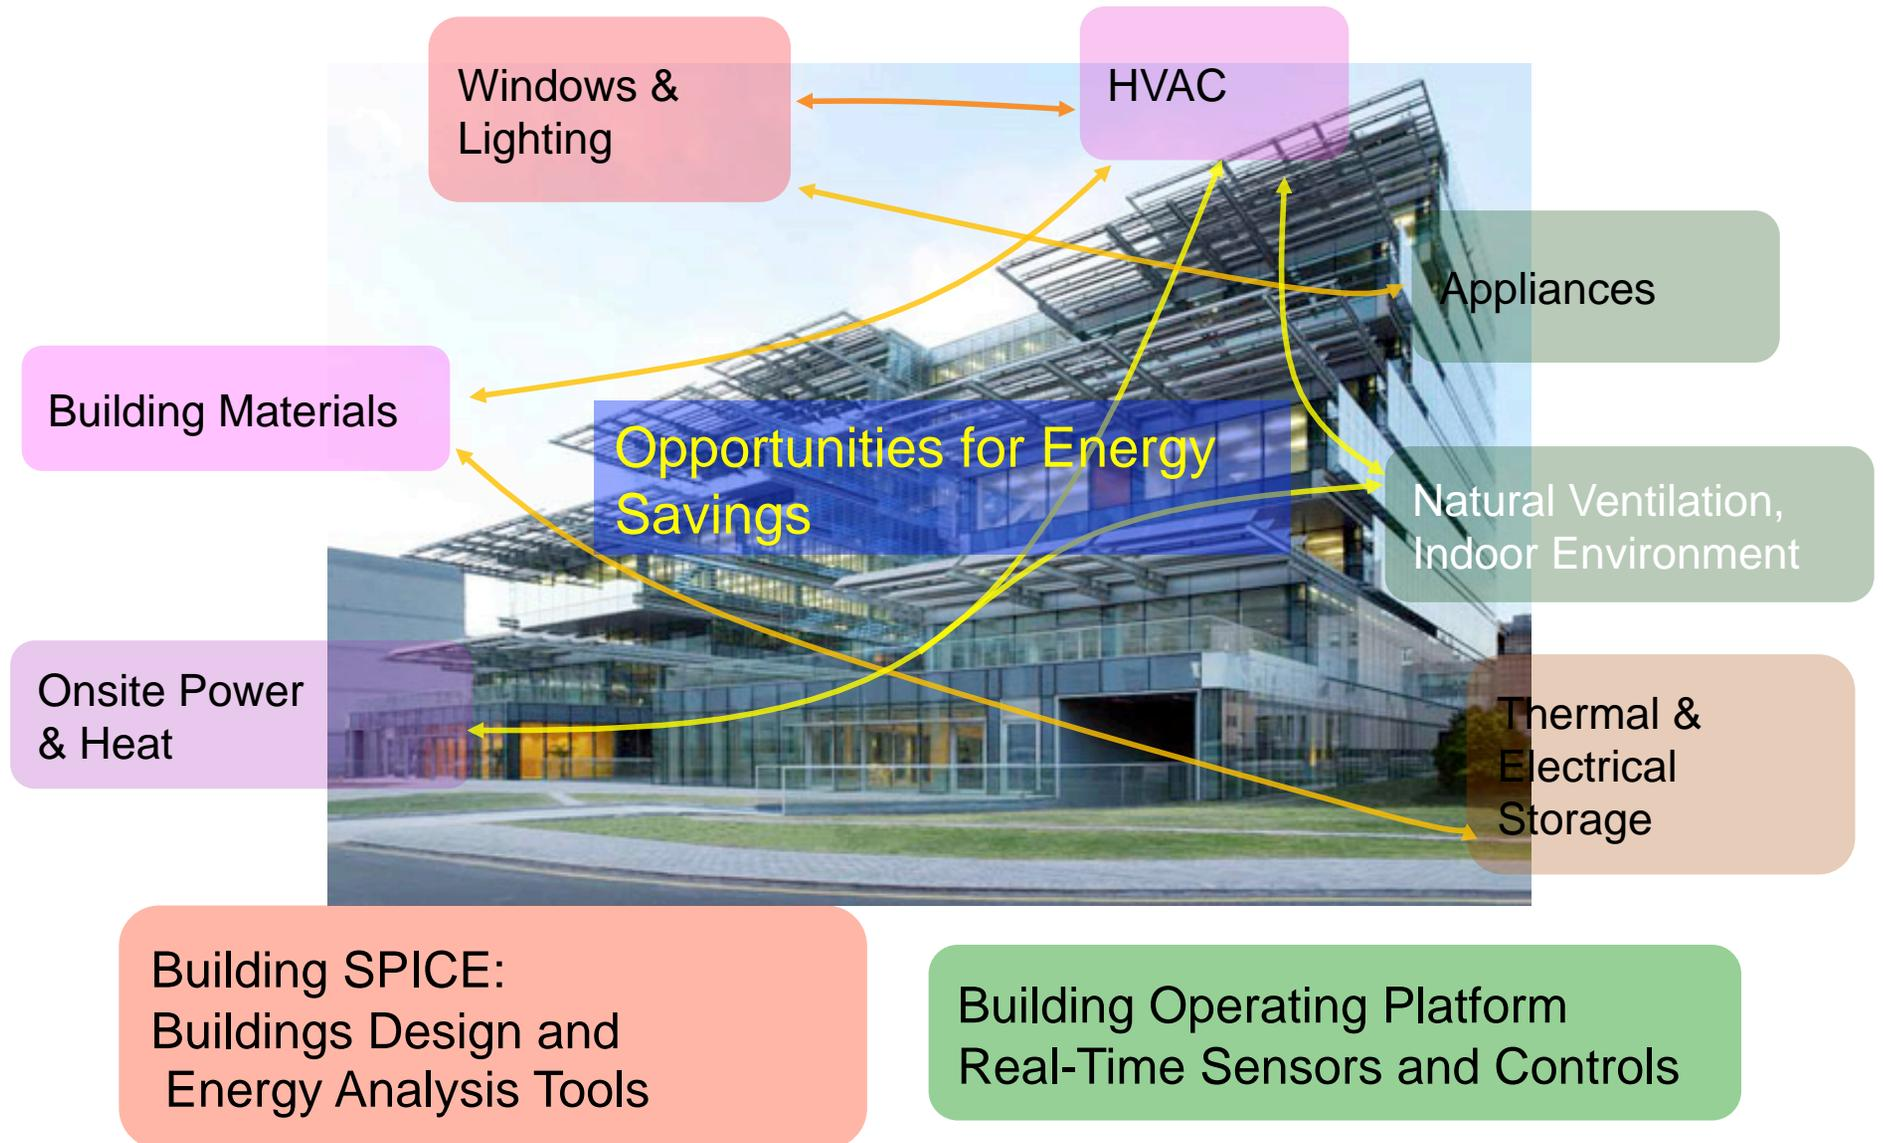 Windows &
Lighting
HVAC
Appliances
Building Materials
Opportunities for Energy
Savings
Natural Ventilation,
Indoor Environment
Onsite Power
& Heat
Thermal &
Electrical
Storage
Building SPICE:
Buildings Design and
Energy Analysis Tools
Building Operating Platform
Real-Time Sensors and Controls